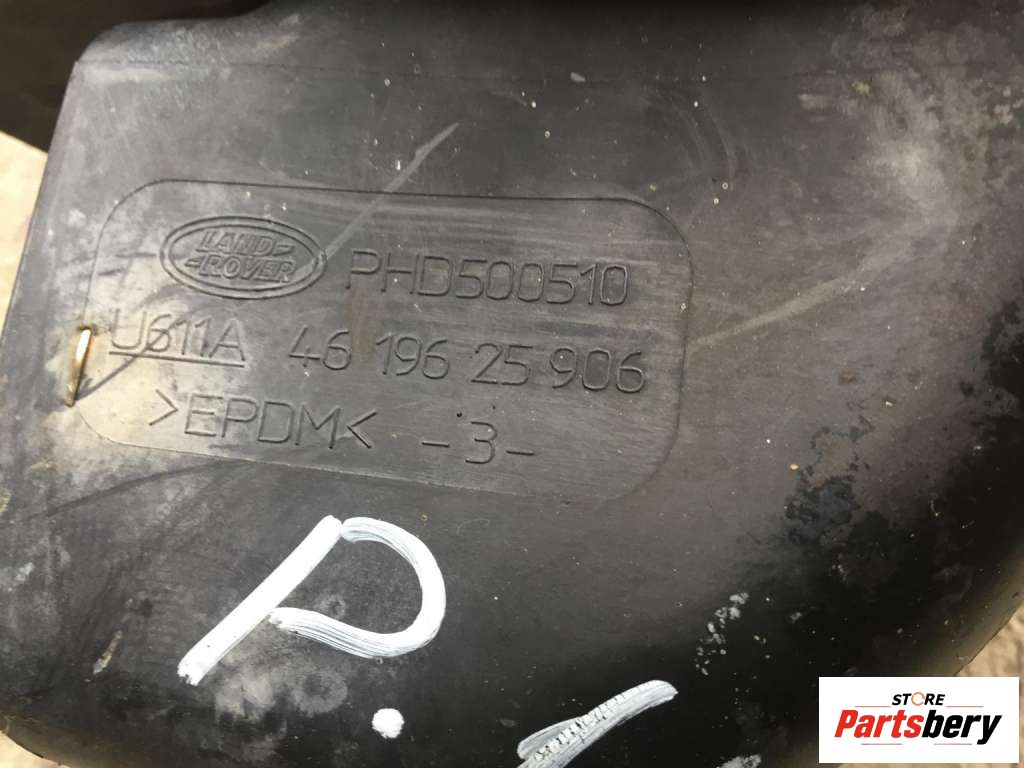 LAND
ROVER
PHD500510
U611A 46 196 25 906
>EPDM< -3-
P.
STORE
Partsbery